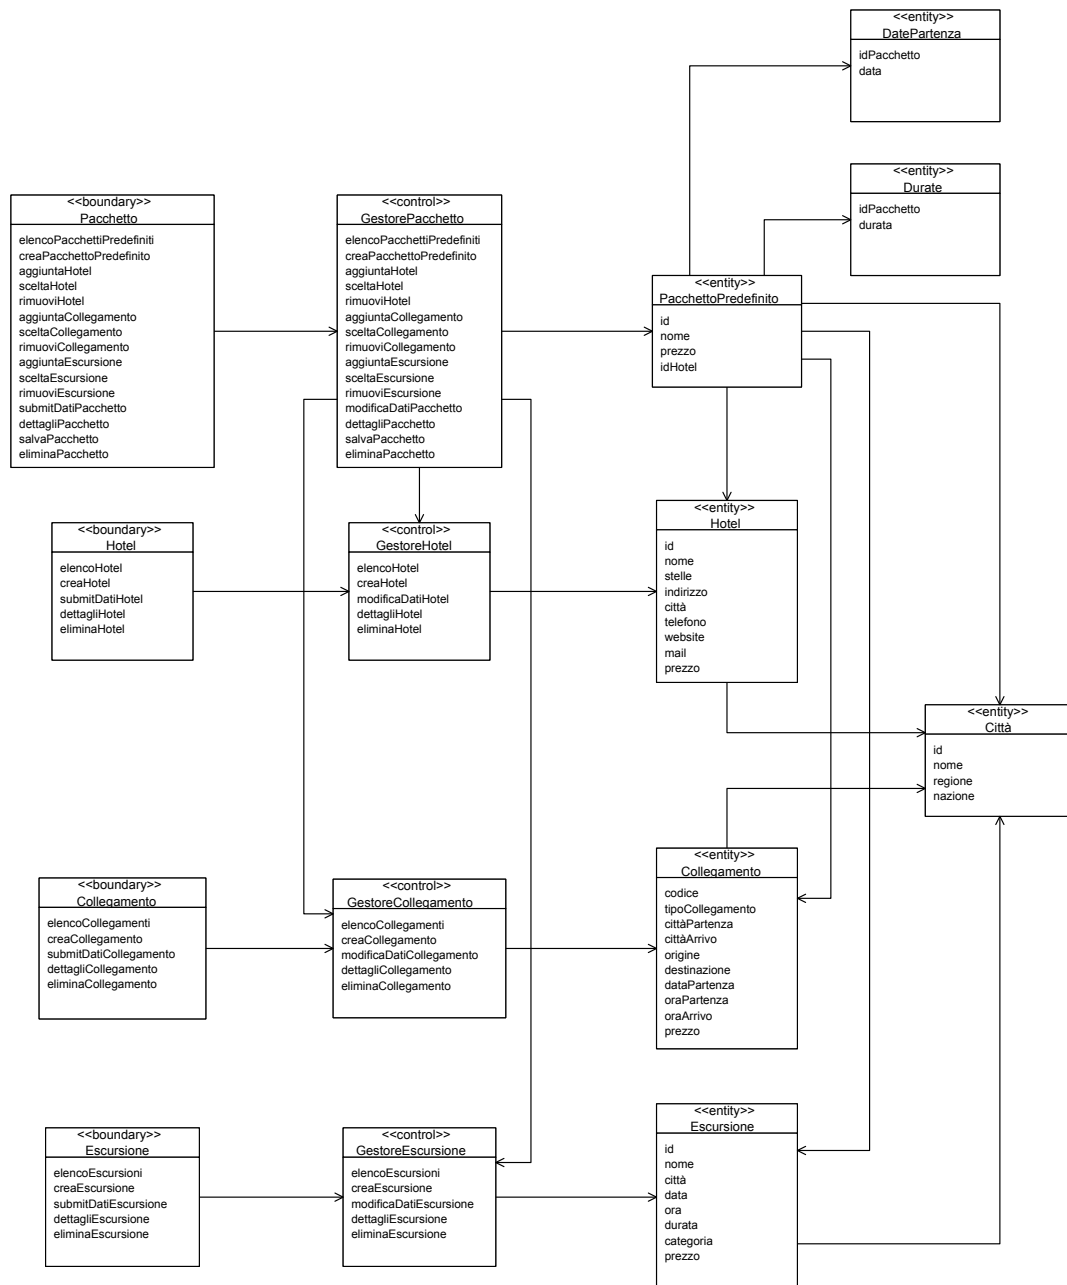 <<entity>>
DatePartenza
idPacchetto
data
<<entity>>
Durate
idPacchetto
durata
<<boundary>>
Pacchetto
elencoPacchettiPredefiniti
creaPacchettoPredefinito
aggiuntaHotel
sceltaHotel
rimuoviHotel
aggiuntaCollegamento
sceltaCollegamento
rimuoviCollegamento
aggiuntaEscursione
sceltaEscursione
rimuoviEscursione
submitDatiPacchetto
dettagliPacchetto
salvaPacchetto
eliminaPacchetto
<<control>>
GestorePacchetto
elencoPacchettiPredefiniti
creaPacchettoPredefinito
aggiuntaHotel
sceltaHotel
rimuoviHotel
aggiuntaCollegamento
sceltaCollegamento
rimuoviCollegamento
aggiuntaEscursione
sceltaEscursione
rimuoviEscursione
modificaDatiPacchetto
dettagliPacchetto
salvaPacchetto
eliminaPacchetto
<<entity>>
PacchettoPredefinito
id
nome
prezzo
idHotel
<<boundary>>
Hotel
elencoHotel
creaHotel
submitDatiHotel
dettagliHotel
eliminaHotel
<<control>>
GestoreHotel
elencoHotel
creaHotel
modificaDatiHotel
dettagliHotel
eliminaHotel
<<entity>>
Hotel
id
nome
stelle
indirizzo
città
telefono
website
mail
prezzo
<<entity>>
Città
id
nome
regione
nazione
<<boundary>>
Collegamento
elencoCollegamenti
creaCollegamento
submitDatiCollegamento
dettagliCollegamento
eliminaCollegamento
<<control>>
GestoreCollegamento
elencoCollegamenti
creaCollegamento
modificaDatiCollegamento
dettagliCollegamento
eliminaCollegamento
<<entity>>
Collegamento
codice
tipoCollegamento
cittàPartenza
cittàArrivo
origine
destinazione
dataPartenza
oraPartenza
oraArrivo
prezzo
<<boundary>>
Escursione
elencoEscursioni
creaEscursione
submitDatiEscursione
dettagliEscursione
eliminaEscursione
<<control>>
GestoreEscursione
elencoEscursioni
creaEscursione
modificaDatiEscursione
dettagliEscursione
eliminaEscursione
<<entity>>
Escursione
id
nome
città
data
ora
durata
categoria
prezzo